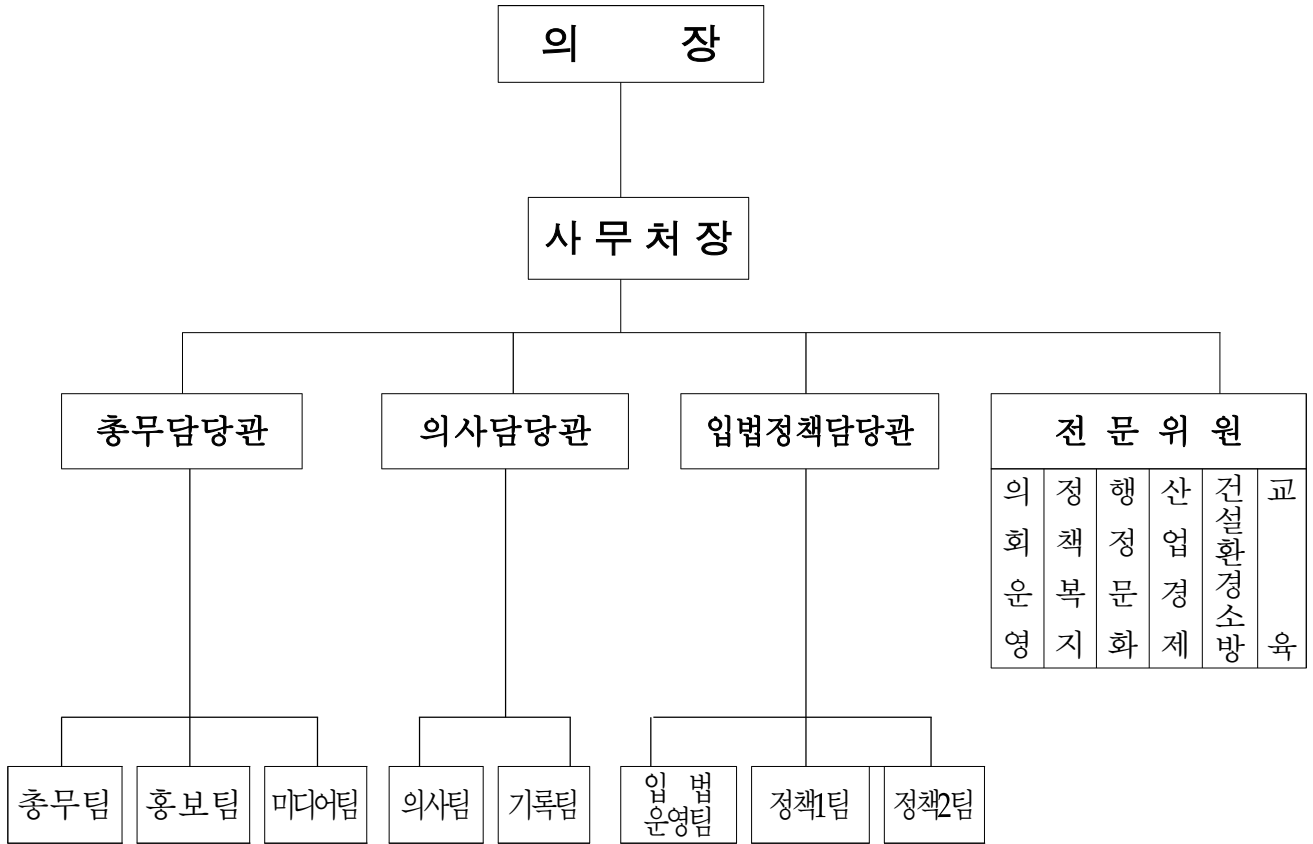 의 장
사 무 처 장
총무담당관
의사담당관
입법정책담당관
전 문 위 원
의회운영
정책복지
행정문화
산업경제
건설환경소방
교육
총무팀
홍보팀
미디어팀
의사팀
기록팀
입 법
운영팀
정책1팀
정책2팀